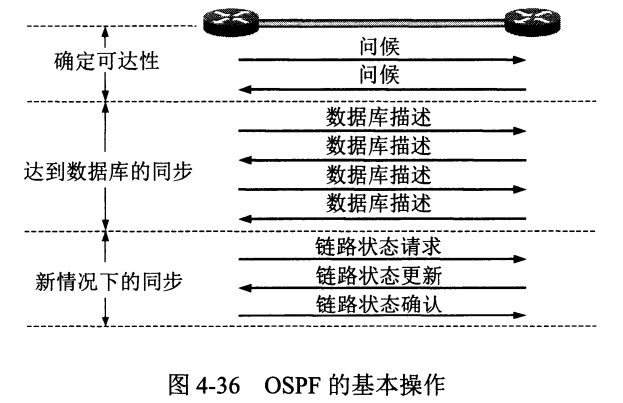 问候
确定可达性
问候
数据库描述
数据库描述
达到数据库的同步
数据库描述
数据库描述
链路状态请求
新情况下的同步
链路状态更新
链路状态确认
图 4-36 OSPF 的基本操作